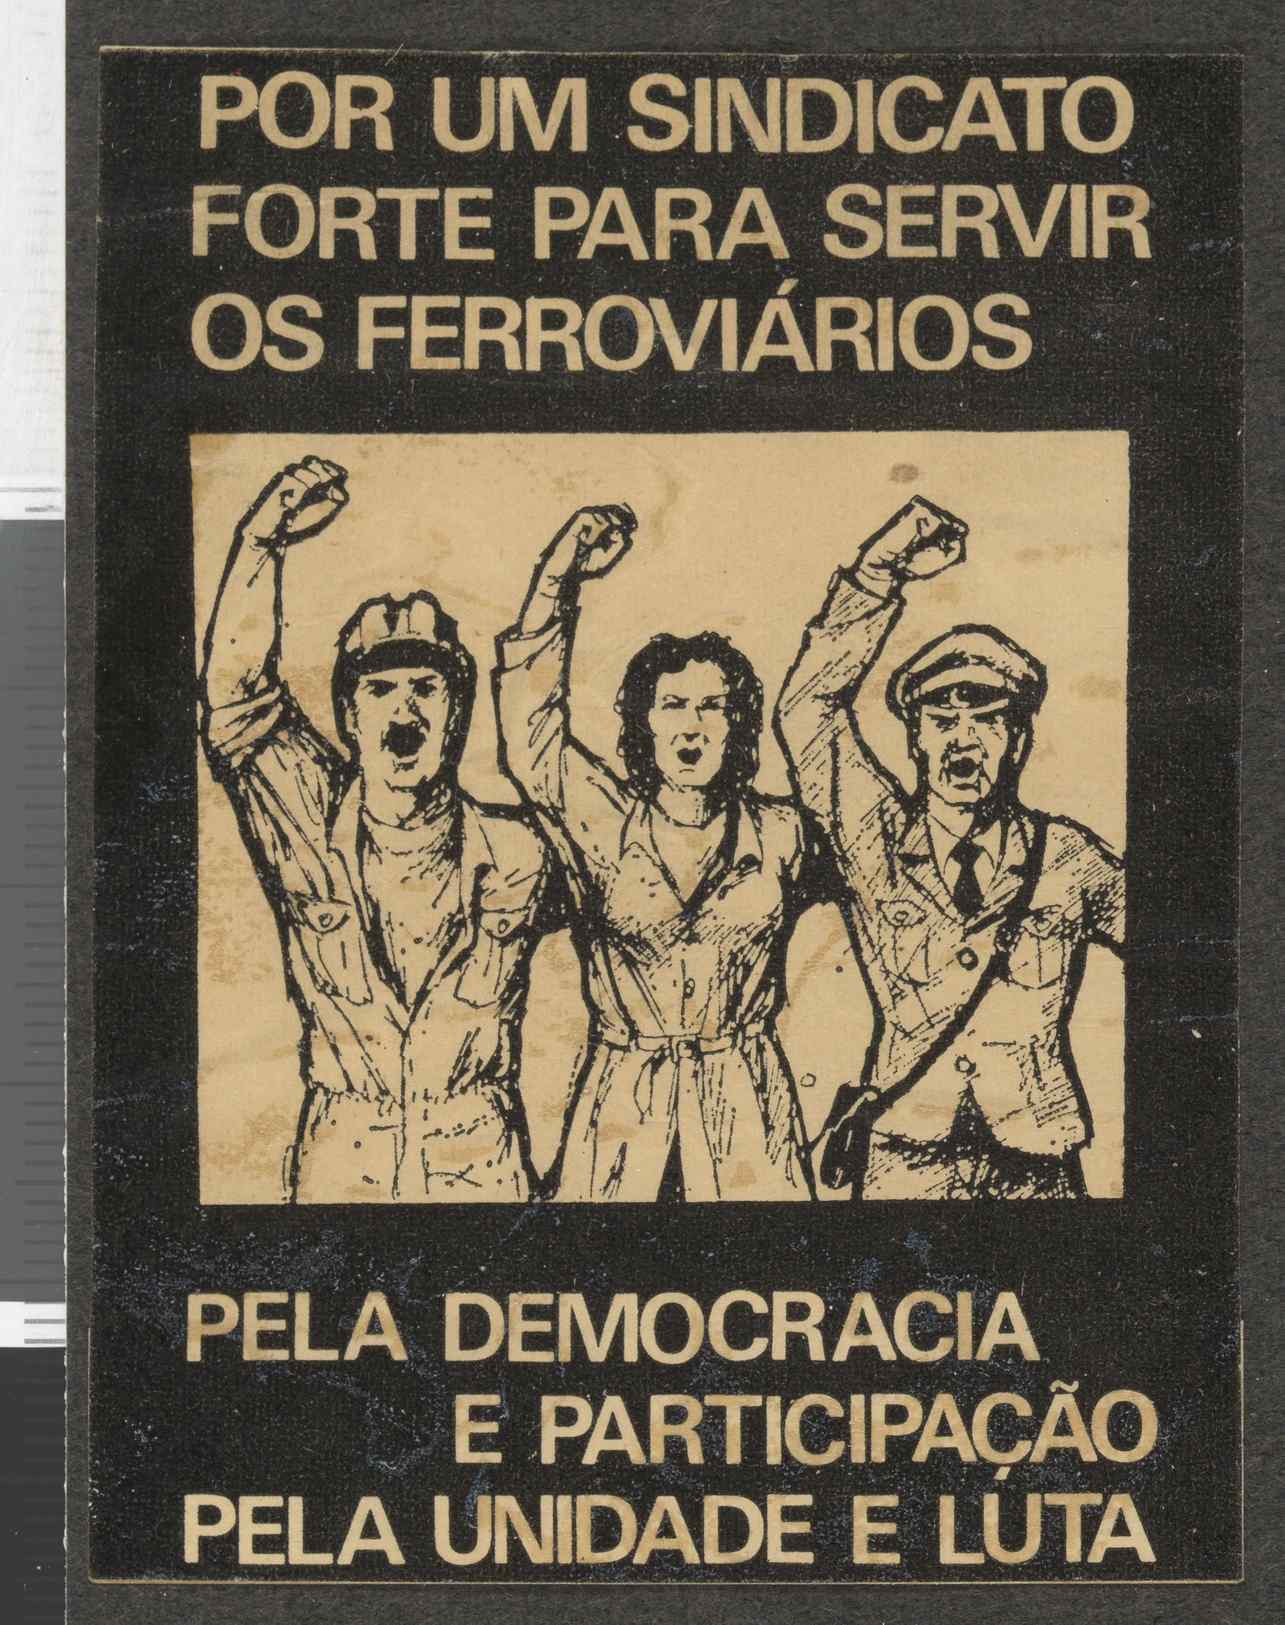 POR UM SINDICATO
FORTE PARA SERVIR
OS FERROVIÁRIOS
PELA DEMOCRACIA
E PARTICIPAÇÃO
PELA UNIDADE E LUTA